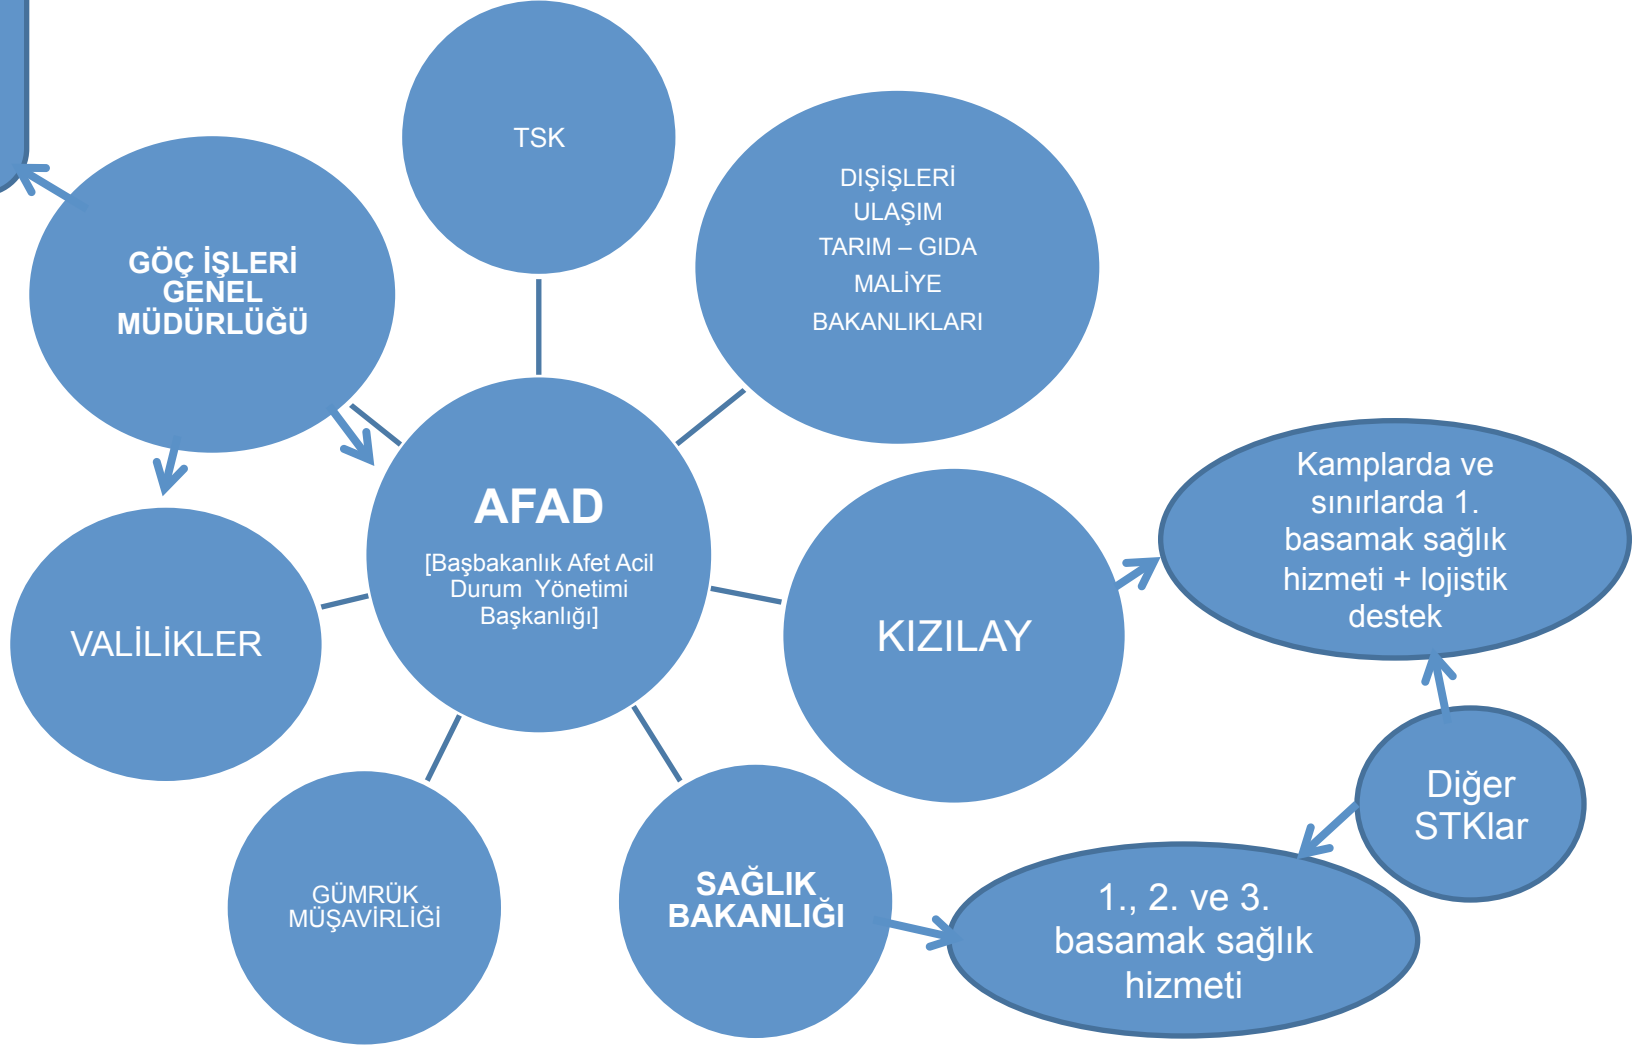 TSK
DIŞİŞLERİ
ULAŞIM
TARIM – GIDA
MALİYE
BAKANLIKLARI
GÖÇ İŞLERİ
GENEL
MÜDÜRLÜĞÜ
AFAD
[Başbakanlık Afet Acil
Durum Yönetimi
Başkanlığı]
Kamplarda ve
sınırlarda 1.
basamak sağlık
hizmeti + lojistik
destek
VALİLİKLER
KIZILAY
Diğer
STKlar
GÜMRÜK
MÜŞAVİRLİĞİ
SAĞLIK
BAKANLIĞI
1., 2. ve 3.
basamak sağlık
hizmeti